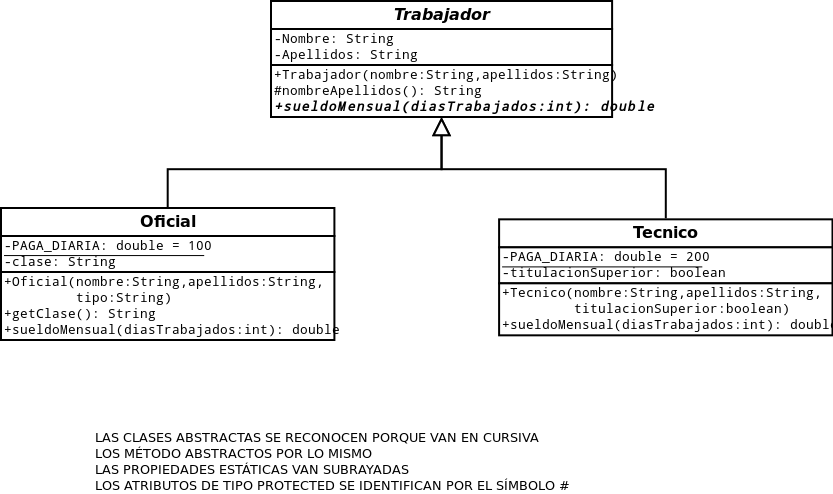 Trabajador
-Nombre: String
-Apellidos: String
+Trabajador(nombre:String,apellidos:String)
#nombreApellidos(): String
+sueldoMensual(diasTrabajados:int): double
Oficial
-PAGA_DIARIA: double = 100
-clase: String
+Oficial(nombre:String,apellidos:String,
tipo:String)
+getClase(): String
+sueldoMensual(diasTrabajados:int): double
Tecnico
-PAGA_DIARIA: double = 200
-titulacionSuperior: boolean
+Tecnico(nombre:String,apellidos:String,
titulacionSuperior:boolean)
+sueldoMensual(diasTrabajados:int): doubl
LAS CLASES ABSTRACTAS SE RECONOCEN PORQUE VAN EN CURSIVA
LOS MÉTODO ABSTRACTOS POR LO MISMO
LAS PROPIEDADES ESTÁTICAS VAN SUBRAYADAS
LOS ATRIBUTOS DE TIPO PROTECTED SE IDENTIFICAN POR EL SÍMBOLO #